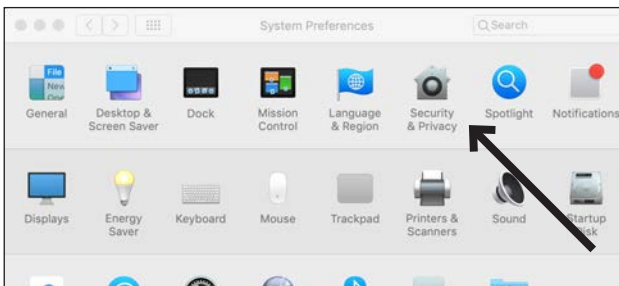 System Preferences
Search
File
New
General
Desktop &
Screen Saver
Dock
Mission
Control
Language
& Region
Security
& Privacy
Spotlight
Notifications
Displays
Energy
Saver
Keyboard
Mouse
Trackpad
Printers &
Scanners
Sound
Startup
Disk